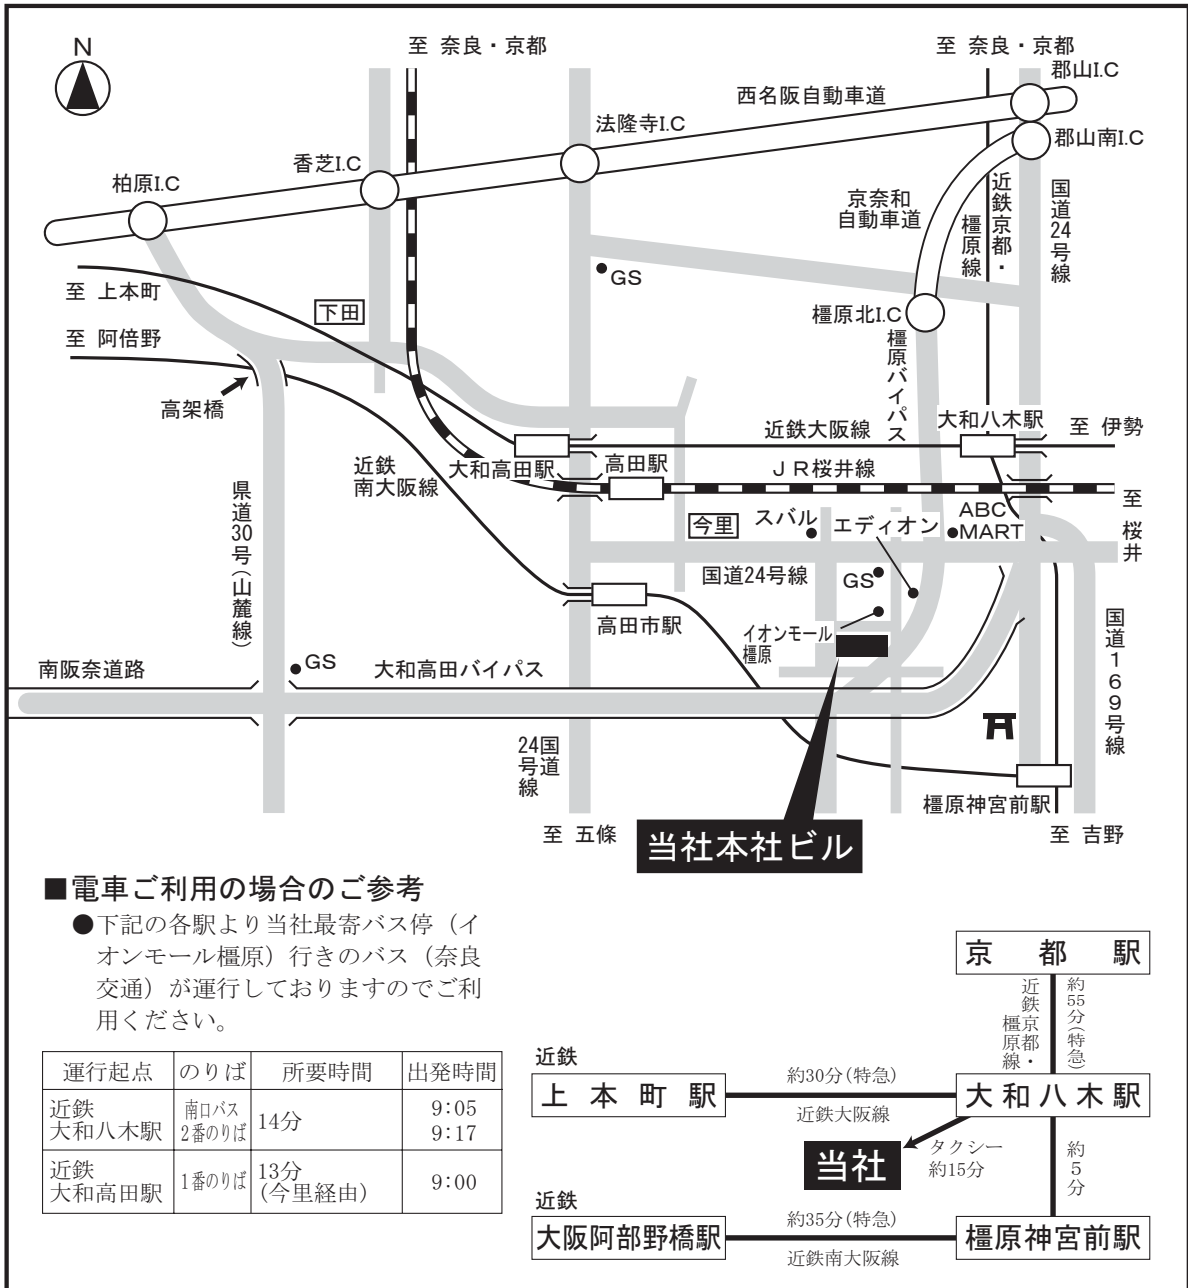 N
至 奈良・京都
至 奈良・京都
郡山I.C
西名阪自動車道
法隆寺I.C
郡山南I.C
香芝I.C
柏原I.C
京奈和
自動車道
近鉄京都・
橿原線
国道24号線
GS
至 上本町
下田
橿原北I.C
至 阿倍野
橿原バイパス
高架橋
大和八木駅
至 伊勢
近鉄大阪線
近鉄
南大阪線
大和高田駅
高田駅
ＪＲ桜井線
至 桜井
県道30号(山麓線)
今里
スバル
エディオン
ABC
MART
国道24号線
GS
高田市駅
イオンモール
橿原
国道169号線
GS
南阪奈道路
大和高田バイパス
国道
24号線
橿原神宮前駅
至 五條
至 吉野
当社本社ビル
■電車ご利用の場合のご参考
●下記の各駅より当社最寄バス停（イ
オンモール橿原）行きのバス（奈良
交通）が運行しておりますのでご利
用ください。
運行起点 のりば 所要時間 出発時間
近鉄
大和八木駅 南口バス
2番のりば 14分 9:05
9:17
近鉄
大和高田駅 1番のりば 13分
(今里経由) 9:00
京都駅
近鉄京都・
橿原線
約55分(特急)
近鉄
上本町駅
約30分(特急)
近鉄大阪線
大和八木駅
当社
タクシー
約15分
約5分
近鉄
大阪阿部野橋駅
約35分(特急)
近鉄南大阪線
橿原神宮前駅